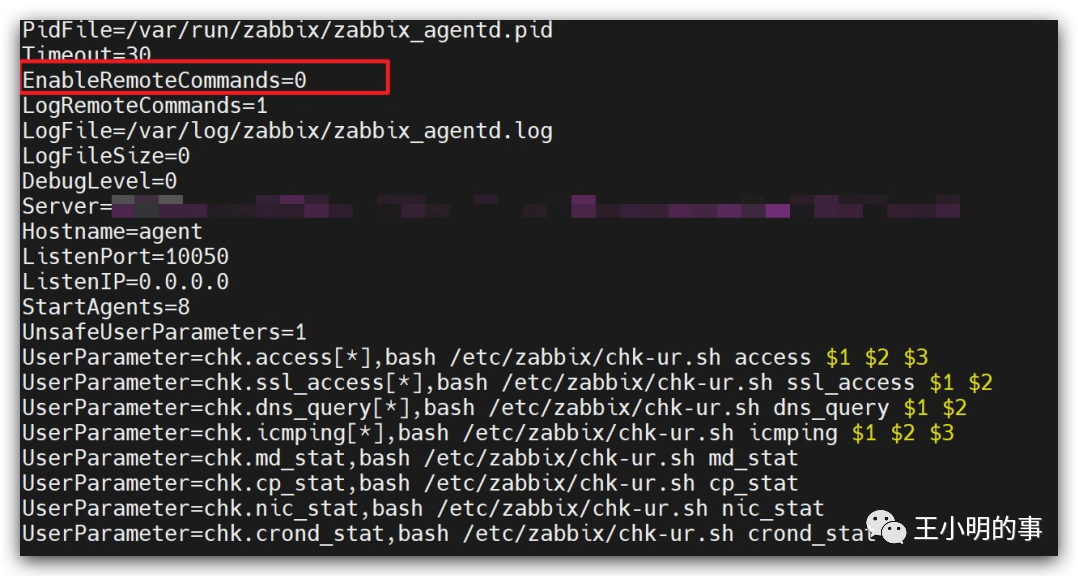 PidFile=/var/run/zabbix/zabbix_agentd.pid
Timeout=30
EnableRemoteCommands=0
LogRemoteCommands=1
LogFile=/var/log/zabbix/zabbix_agentd.log
LogFileSize=0
DebugLevel=0
Server=
Hostname=agent
ListenPort=10050
ListenIP=0.0.0.0
StartAgents=8
UnsafeUserParameters=1
UserParameter=chk.access[*],bash /etc/zabbix/chk-ur.sh access $1 $2 $3
UserParameter=chk.ssl_access[*],bash /etc/zabbix/chk-ur.sh ssl_access $1 $2
UserParameter=chk.dns_query[*],bash /etc/zabbix/chk-ur.sh dns_query $1 $2
UserParameter=chk.icmping[*],bash /etc/zabbix/chk-ur.sh icmping $1 $2 $3
UserParameter=chk.md_stat,bash /etc/zabbix/chk-ur.sh md_stat
UserParameter=chk.cp_stat,bash /etc/zabbix/chk-ur.sh cp_stat
UserParameter=chk.nic_stat,bash /etc/zabbix/chk-ur.sh nic_stat
UserParameter=chk.crond_stat,bash /etc/zabbix/chk-ur.sh crond_stat
王小明的事